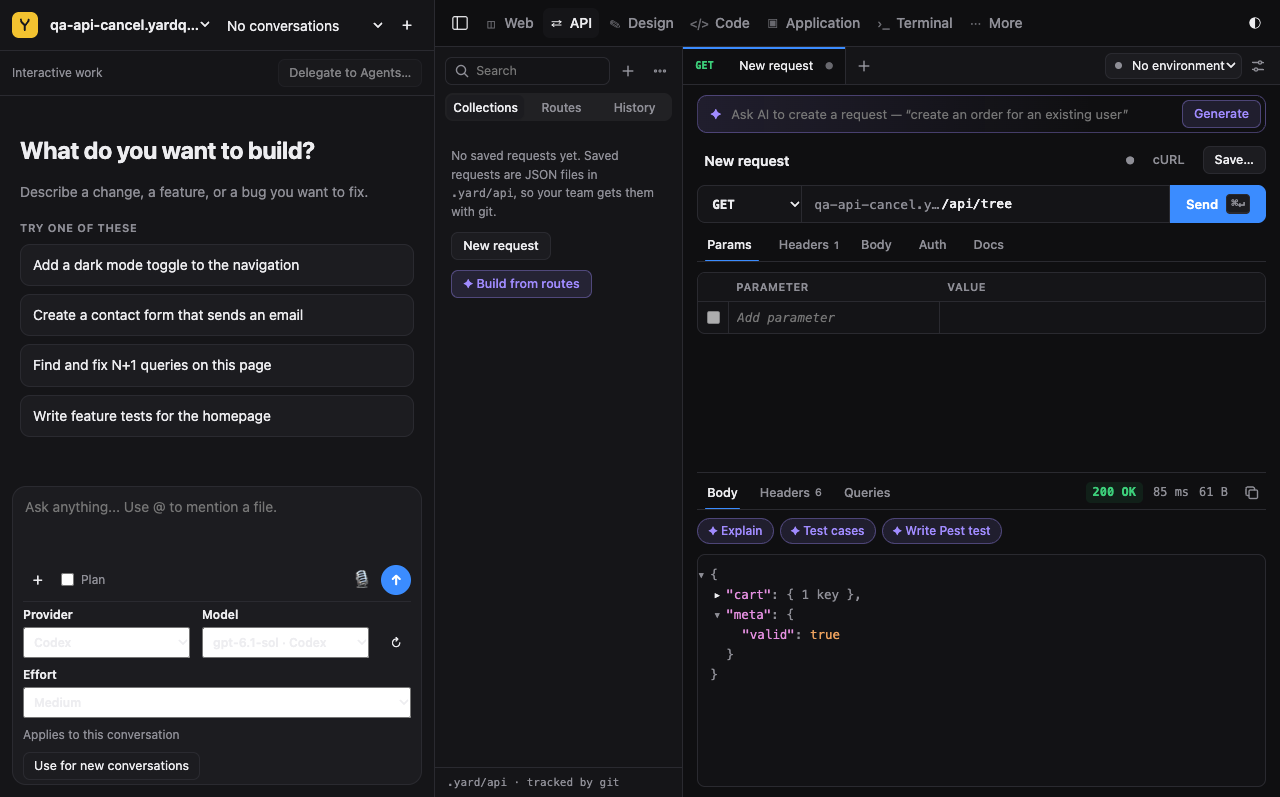 Y
qa-api-cancel.yardq...
No conversations
+
Web
API
Design
</> Code
Application
>_ Terminal
... More
Interactive work
Delegate to Agents...
What do you want to build?
Describe a change, a feature, or a bug you want to fix.
TRY ONE OF THESE
Add a dark mode toggle to the navigation
Create a contact form that sends an email
Find and fix N+1 queries on this page
Write feature tests for the homepage
Ask anything... Use @ to mention a file.
+
Plan
Provider
Model
Codex
gpt-6.1-sol · Codex
Effort
Medium
Applies to this conversation
Use for new conversations
Search
+
Collections
Routes
History
No saved requests yet. Saved
requests are JSON files in
.yard/api, so your team gets them
with git.
New request
Build from routes
.yard/api · tracked by git
GET
New request
+
No environment
Ask AI to create a request — “create an order for an existing user”
Generate
New request
cURL
Save...
GET
qa-api-cancel.y…/api/tree
Send ⌘↵
Params
Headers 1
Body
Auth
Docs
PARAMETER
VALUE
Add parameter
Body
Headers 6
Queries
200 OK
85 ms
61 B
Explain
Test cases
Write Pest test
{
"cart": { 1 key },
"meta": {
"valid": true
}
}